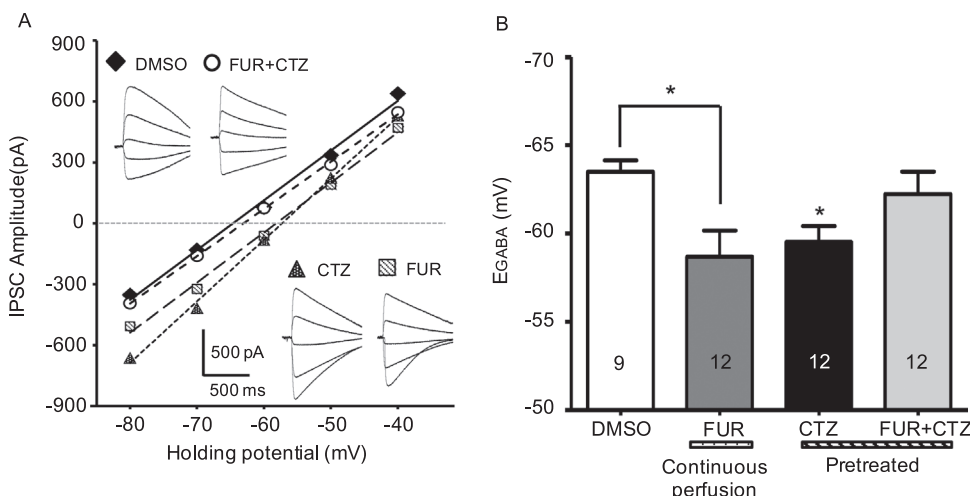 A
900
600
300
0
-300
-600
-900
IPSC Amplitude(pA)
DMSO FUR+CTZ
CTZ FUR
500 pA
500 ms
-80 -70 -60 -50 -40
Holding potential (mV)
B
-70
-65
-60
-55
-50
EGABA (mV)
*
*
9 12 12 12
DMSO FUR CTZ FUR+CTZ
Continuous Pretreated
perfusion